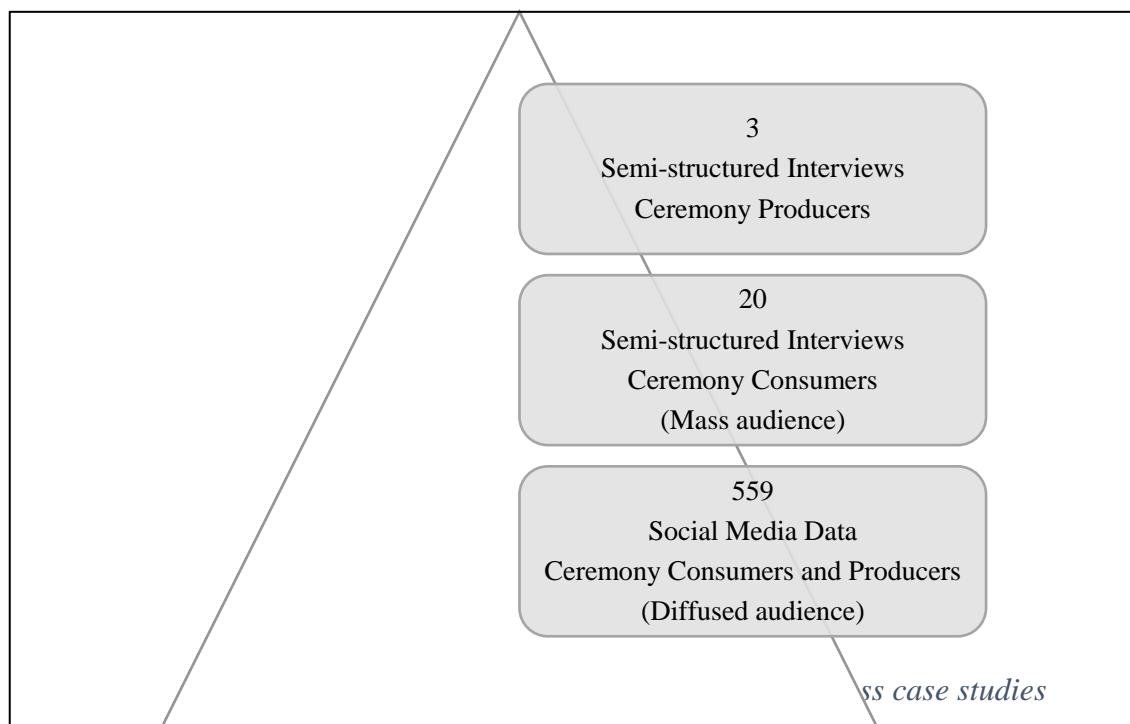 3
Semi-structured Interviews
Ceremony Producers
20
Semi-structured Interviews
Ceremony Consumers
(Mass audience)
559
Social Media Data
Ceremony Consumers and Producers
(Diffused audience)
ss case studies